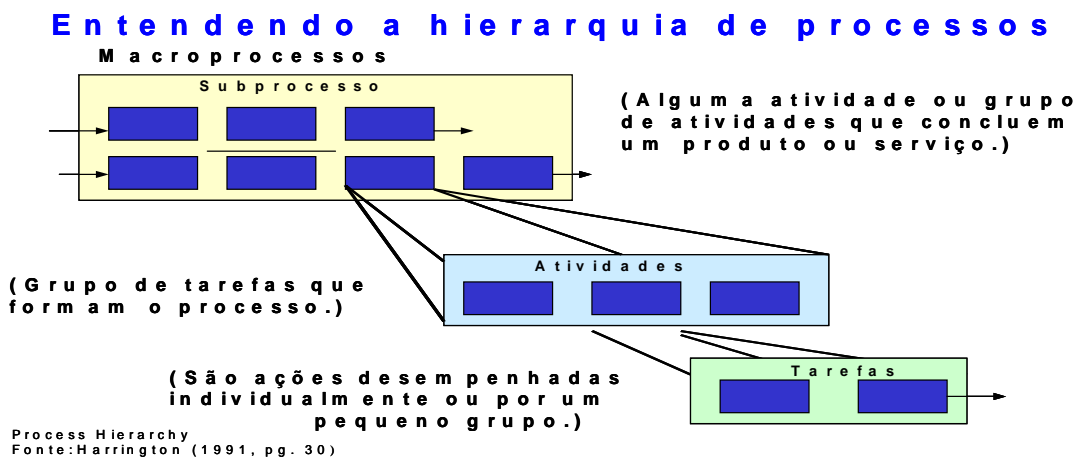 Entendendo a hierarquia de processos
Macroprocessos
Subprocesso
(Alguma atividade ou grupo
de atividades que concluem
um produto ou serviço.)
Atividades
(Grupo de tarefas que
formam o processo.)
Tarefas
(São ações desempenhadas
individualmente ou por um
pequeno grupo.)
Process Hierarchy
Fonte:Harrington (1991, pg. 30)